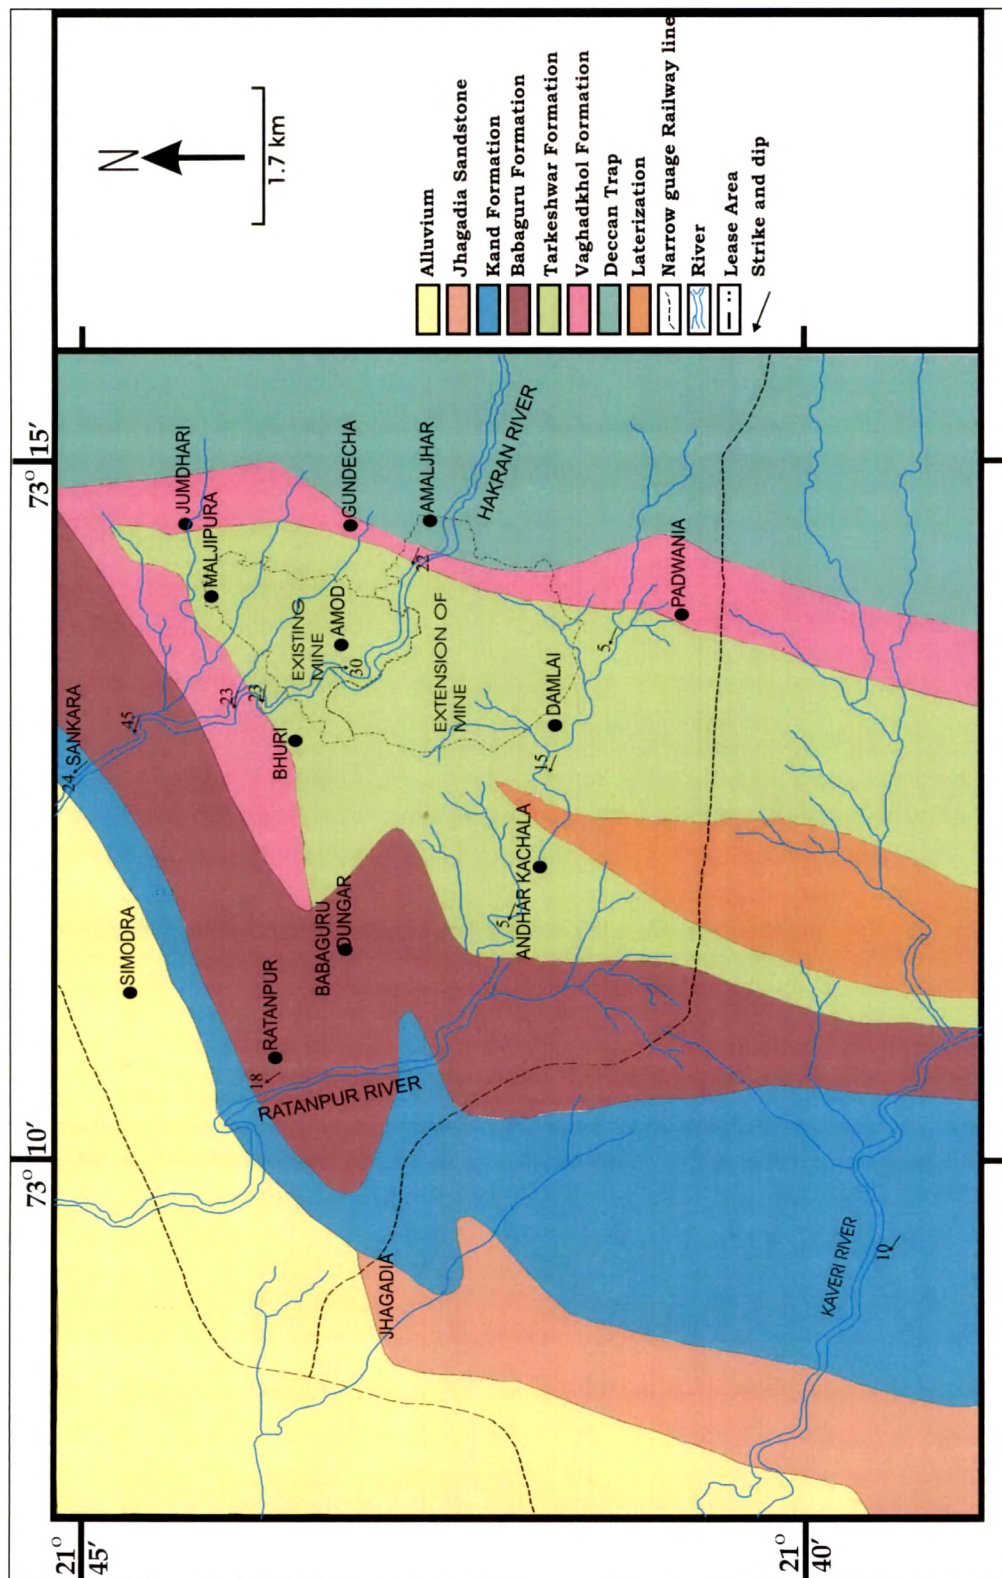 73° 10′
73° 15′
21°
45′
21°
40′
N
1.7 km
SIMODRA
24
SANKARA
45
23
23
JUMDHARI
MALJIPURA
RATANPUR
18
RATANPUR RIVER
BABAGURU
DUNGAR
BHURI
EXISTING
MINE
AMOD
30
GUNDECHA
AMALJHAR
22
HAKRAN RIVER
EXTENSION OF
MINE
JHAGADIA
5
ANDHAR KACHALA
15
DAMLAI
5
PADWANIA
KAVERI RIVER
10
Alluvium
Jhagadia Sandstone
Kand Formation
Babaguru Formation
Tarkeshwar Formation
Vaghadkhol Formation
Deccan Trap
Laterization
Narrow guage Railway line
River
Lease Area
Strike and dip